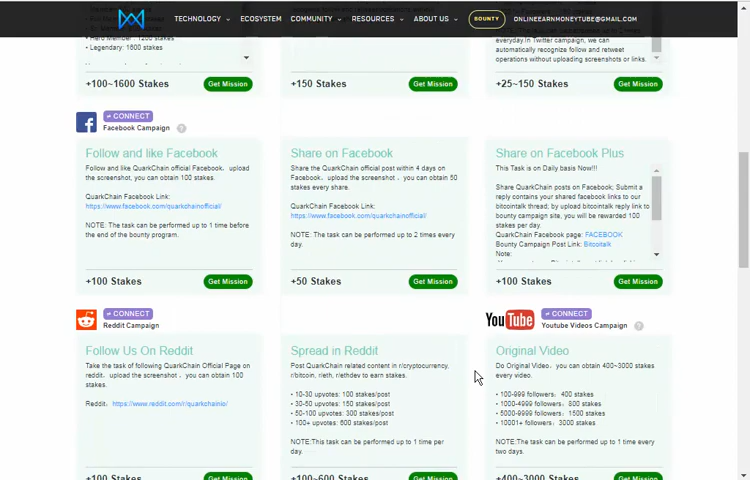 TECHNOLOGY ECOSYSTEM COMMUNITY RESOURCES ABOUT US BOUNTY ONLINEEARNMONEYTUBE@GMAIL.COM
• Legendary: 1600 stakes
everyday.In Twitter campaign, we can
automatically recognize follow and retweet
operations without uploading screenshots or links.
+100~1600 Stakes Get Mission
+150 Stakes Get Mission
+25~150 Stakes Get Mission
CONNECT
Facebook Campaign ?
Follow and like Facebook
Follow and like QuarkChain official Facebook, upload
the screenshot, you can obtain 100 stakes.
QuarkChain Facebook Link:
https://www.facebook.com/quarkchainofficial/
NOTE: The task can be performed up to 1 time before
the end of the bounty program.
+100 Stakes Get Mission
Share on Facebook
Share the QuarkChain official post within 4 days on
Facebook, upload the screenshot, you can obtain 50
stakes every share.
QuarkChain Facebook Link:
https://www.facebook.com/quarkchainofficial/
NOTE: The task can be performed up to 2 times every
day.
+50 Stakes Get Mission
Share on Facebook Plus
This Task is on Daily basis Now!!!
Share QuarkChain posts on Facebook; Submit a
reply contains your shared facebook links to our
bitcointalk thread; by upload bitcointalk reply link to
bounty campaign site, you will be rewarded 100
stakes per day.
QuarkChain Facebook page: FACEBOOK
Bounty Campaign Post Link: Bitcoitalk
Note:
+100 Stakes Get Mission
CONNECT
Reddit Campaign
Follow Us On Reddit
Take the task of following QuarkChain Official Page on
reddit, upload the screenshot, you can obtain 100
stakes.
Reddit: https://www.reddit.com/r/quarkchainio/
+100 Stakes Get Mission
Spread in Reddit
Post QuarkChain related content in r/cryptocurrency,
r/bitcoin, r/eth, r/ethdev to earn stakes.
• 10-30 upvotes: 100 stakes/post
• 30-50 upvotes: 150 stakes/post
• 50-100 upvotes: 300 stakes/post
• 100+ upvotes: 600 stakes/post
NOTE:This task can be performed up to 1 time per
day.
+100~600 Stakes Get Mission
YouTube CONNECT
Youtube Videos Campaign ?
Original Video
Do Original Video, you can obtain 400~3000 stakes
every video.
• 100-999 followers: 400 stakes
• 1000-4999 followers: 800 stakes
• 5000-9999 followers: 1500 stakes
• 10001+ followers: 3000 stakes
NOTE:The task can be performed up to 1 time every
two days.
+400~3000 Stakes Get Mission